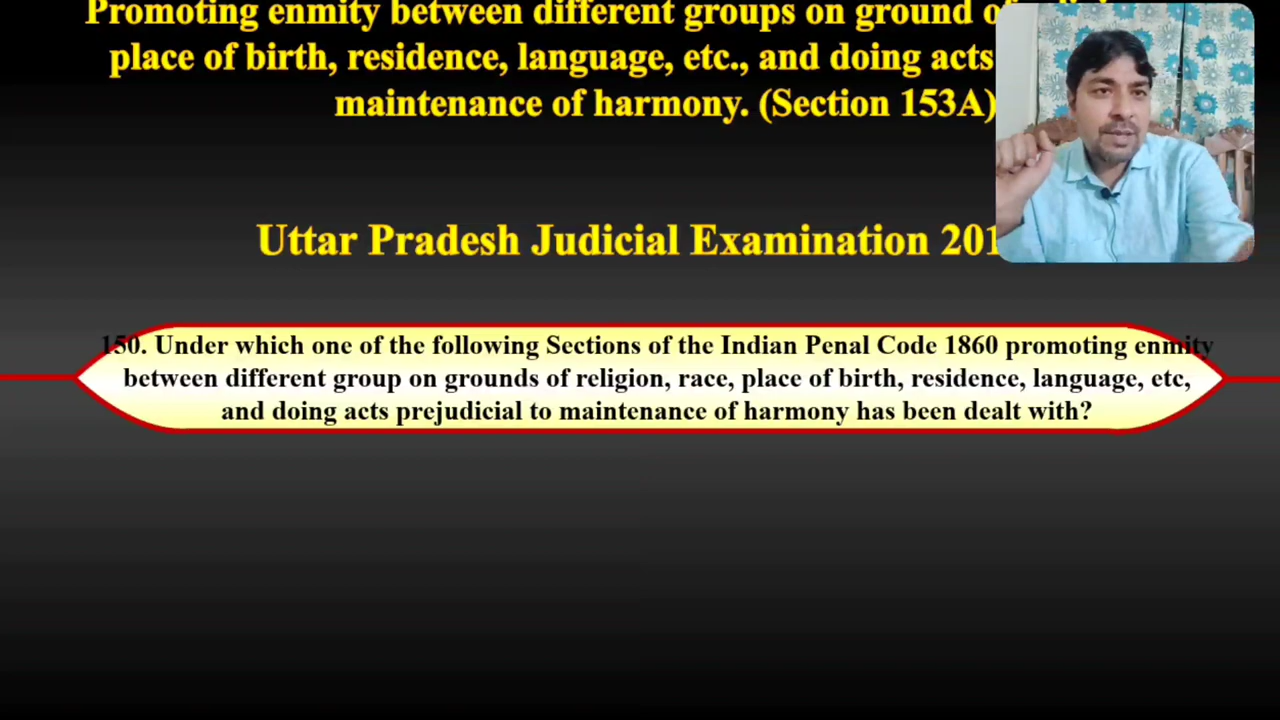 Promoting enmity between different groups on ground
place of birth, residence, language, etc., and doing acts
maintenance of harmony. (Section 153A)
Uttar Pradesh Judicial Examination 201
150. Under which one of the following Sections of the Indian Penal Code 1860 promoting enmity
between different group on grounds of religion, race, place of birth, residence, language, etc,
and doing acts prejudicial to maintenance of harmony has been dealt with?